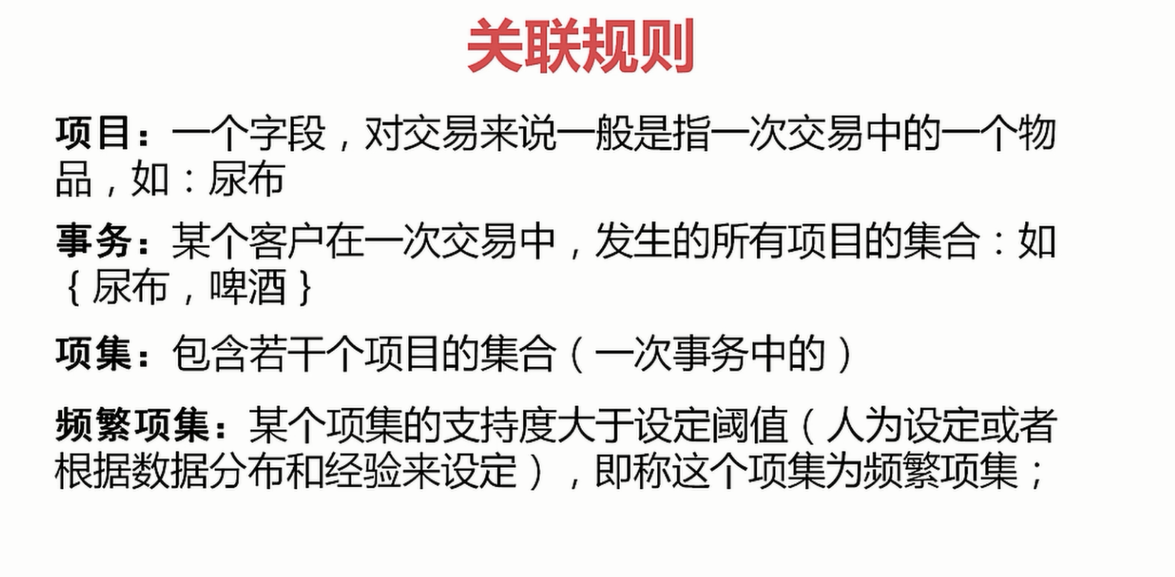 关联规则
项目：一个字段，对交易来说一般是指一次交易中的一个物
品，如：尿布
事务：某个客户在一次交易中，发生的所有项目的集合：如
｛尿布，啤酒｝
项集：包含若干个项目的集合（一次事务中的）
频繁项集：某个项集的支持度大于设定阈值（人为设定或者
根据数据分布和经验来设定），即称这个项集为频繁项集；